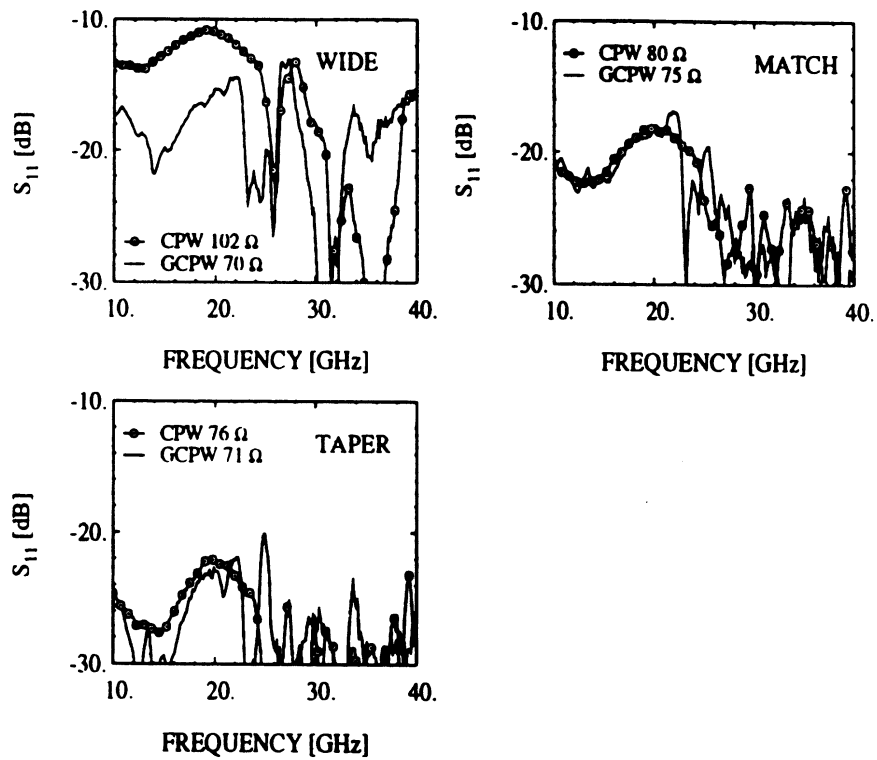 -10.
-20.
-30.
S11 [dB]
WIDE
CPW 102 Ω
GCPW 70 Ω
10. 20. 30. 40.
FREQUENCY [GHz]
-10.
-20.
-30.
S11 [dB]
CPW 80 Ω
GCPW 75 Ω
MATCH
10. 20. 30. 40.
FREQUENCY [GHz]
-10.
-20.
-30.
S11 [dB]
CPW 76 Ω
GCPW 71 Ω
TAPER
10. 20. 30. 40.
FREQUENCY [GHz]